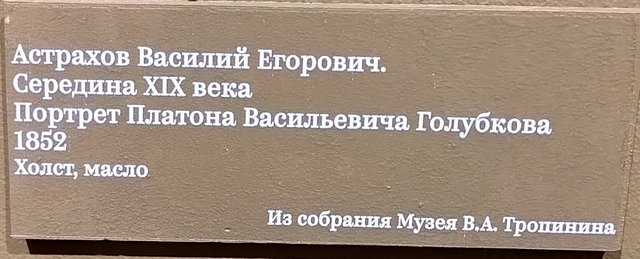 Астрахов Василий Егорович.
Середина XIX века
Портрет Платона Васильевича Голубкова
1852
Холст, масло
Из собрания Музея В.А. Тропинина